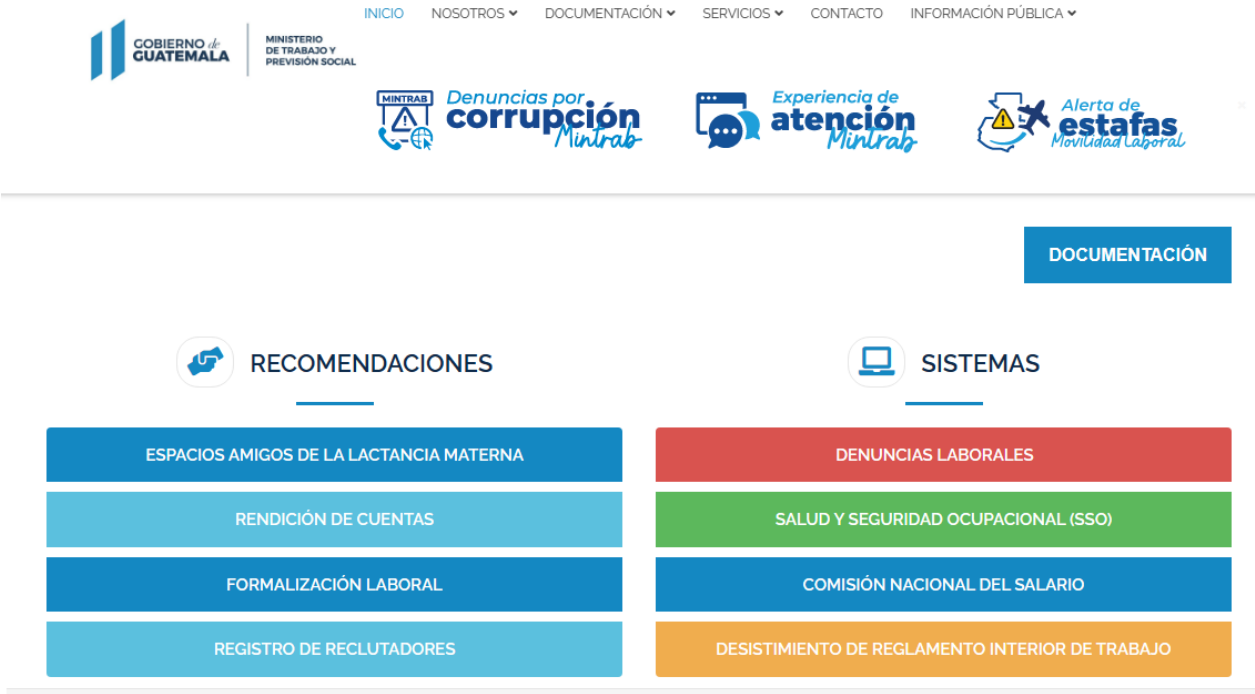 INICIO NOSOTROS DOCUMENTACIÓN SERVICIOS CONTACTO INFORMACIÓN PÚBLICA
GOBIERNO de
GUATEMALA
MINISTERIO
DE TRABAJO Y
PREVISIÓN SOCIAL
MINTRAB
Denuncias por
corrupción
Mintrab
Experiencia de
atención
Mintrab
Alerta de
estafas
Movilidad Laboral
DOCUMENTACIÓN
RECOMENDACIONES
ESPACIOS AMIGOS DE LA LACTANCIA MATERNA
RENDICIÓN DE CUENTAS
FORMALIZACIÓN LABORAL
REGISTRO DE RECLUTADORES
SISTEMAS
DENUNCIAS LABORALES
SALUD Y SEGURIDAD OCUPACIONAL (SSO)
COMISIÓN NACIONAL DEL SALARIO
DESISTIMIENTO DE REGLAMENTO INTERIOR DE TRABAJO